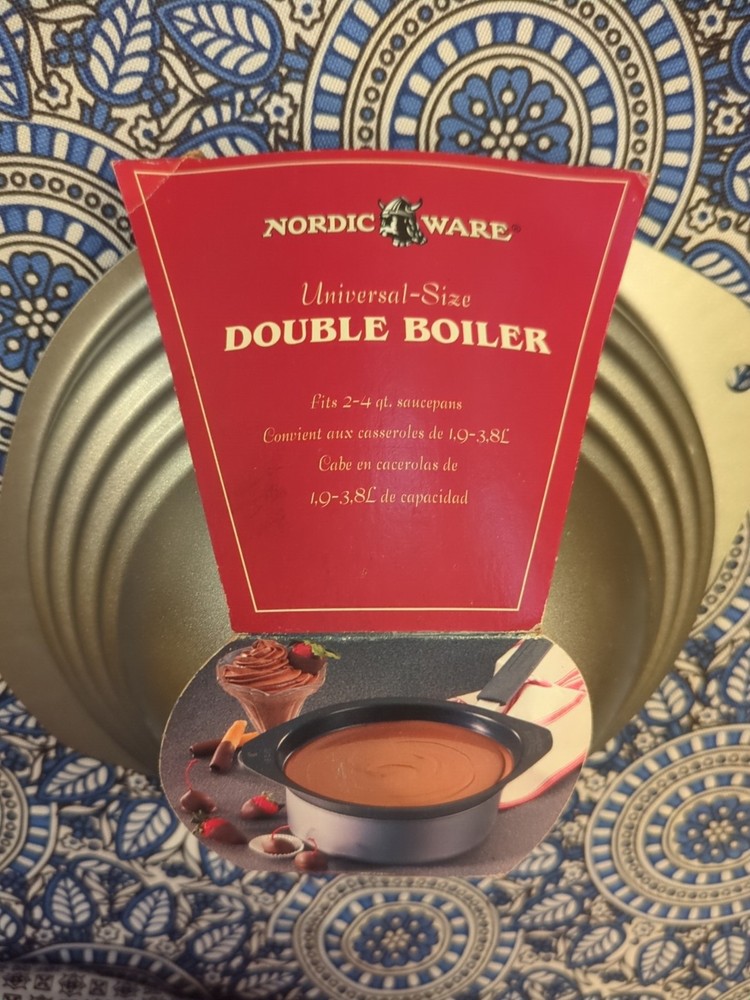 NORDIC WARE®
Universal-Size
DOUBLE BOILER
Fits 2-4 qt. saucepans
Convient aux casseroles de 1,9-3,8L
Cabe en cacerolas de
1,9-3,8L de capacidad